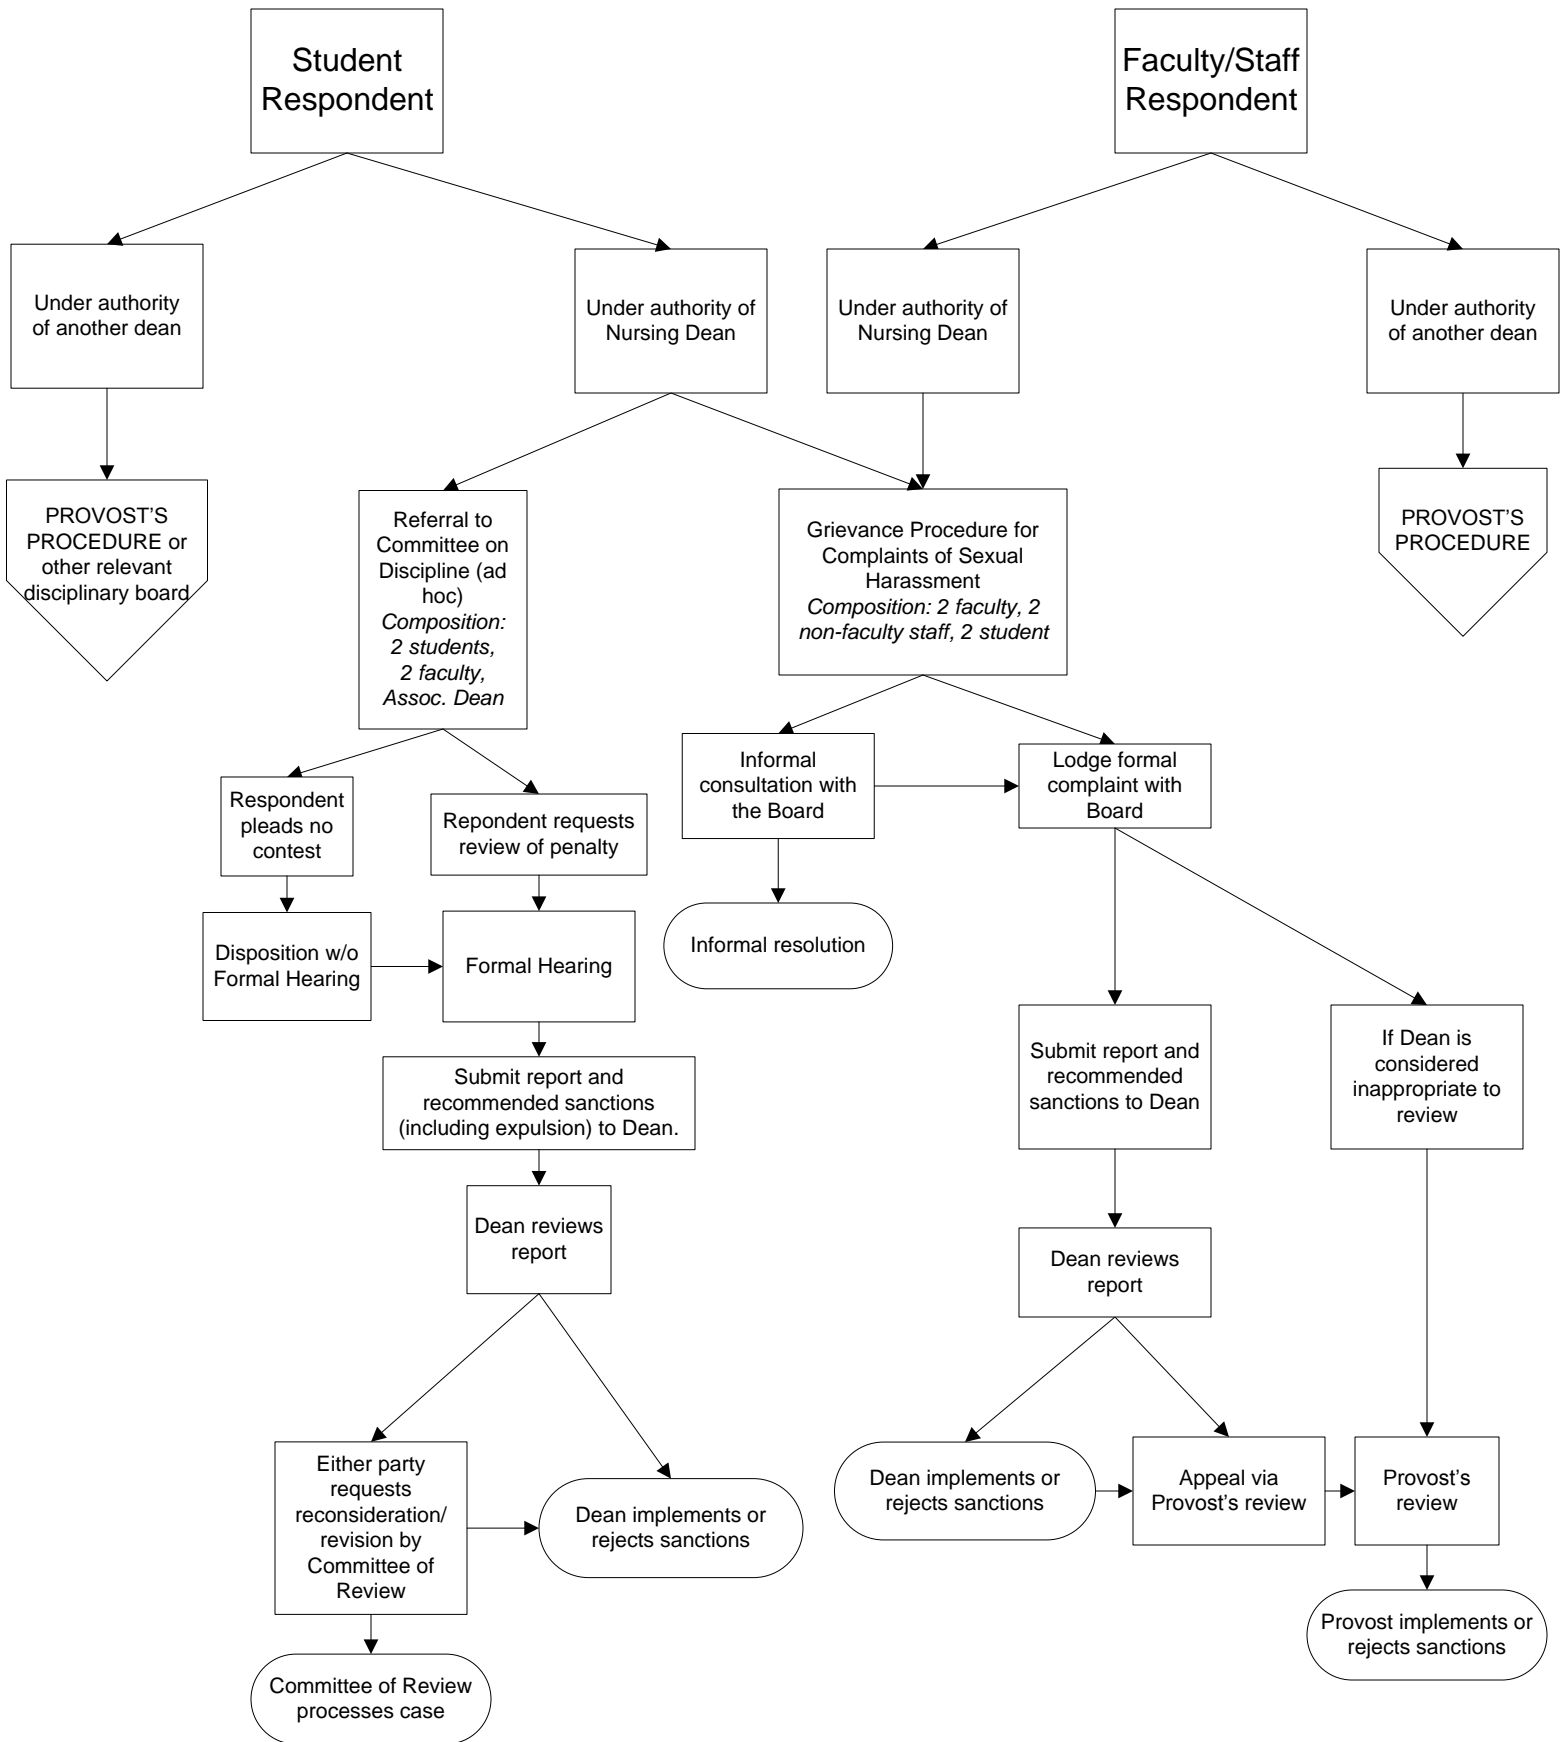 Student
Respondent
Faculty/Staff
Respondent
Under authority
of another dean
Under authority of
Nursing Dean
Under authority of
Nursing Dean
Under authority
of another dean
PROVOST'S
PROCEDURE or
other relevant
disciplinary board
Referral to
Committee on
Discipline (ad
hoc)
Composition:
2 students,
2 faculty,
Assoc. Dean
Grievance Procedure for
Complaints of Sexual
Harassment
Composition: 2 faculty, 2
non-faculty staff, 2 student
PROVOST'S
PROCEDURE
Respondent
pleads no
contest
Repondent requests
review of penalty
Informal
consultation with
the Board
Lodge formal
complaint with
Board
Disposition w/o
Formal Hearing
Formal Hearing
Informal resolution
Submit report and
recommended sanctions
(including expulsion) to Dean.
Submit report and
recommended
sanctions to Dean
If Dean is
considered
inappropriate to
review
Dean reviews
report
Dean reviews
report
Either party
requests
reconsideration/
revision by
Committee of
Review
Dean implements or
rejects sanctions
Dean implements or
rejects sanctions
Appeal via
Provost's review
Provost's
review
Provost implements or
rejects sanctions
Committee of Review
processes case